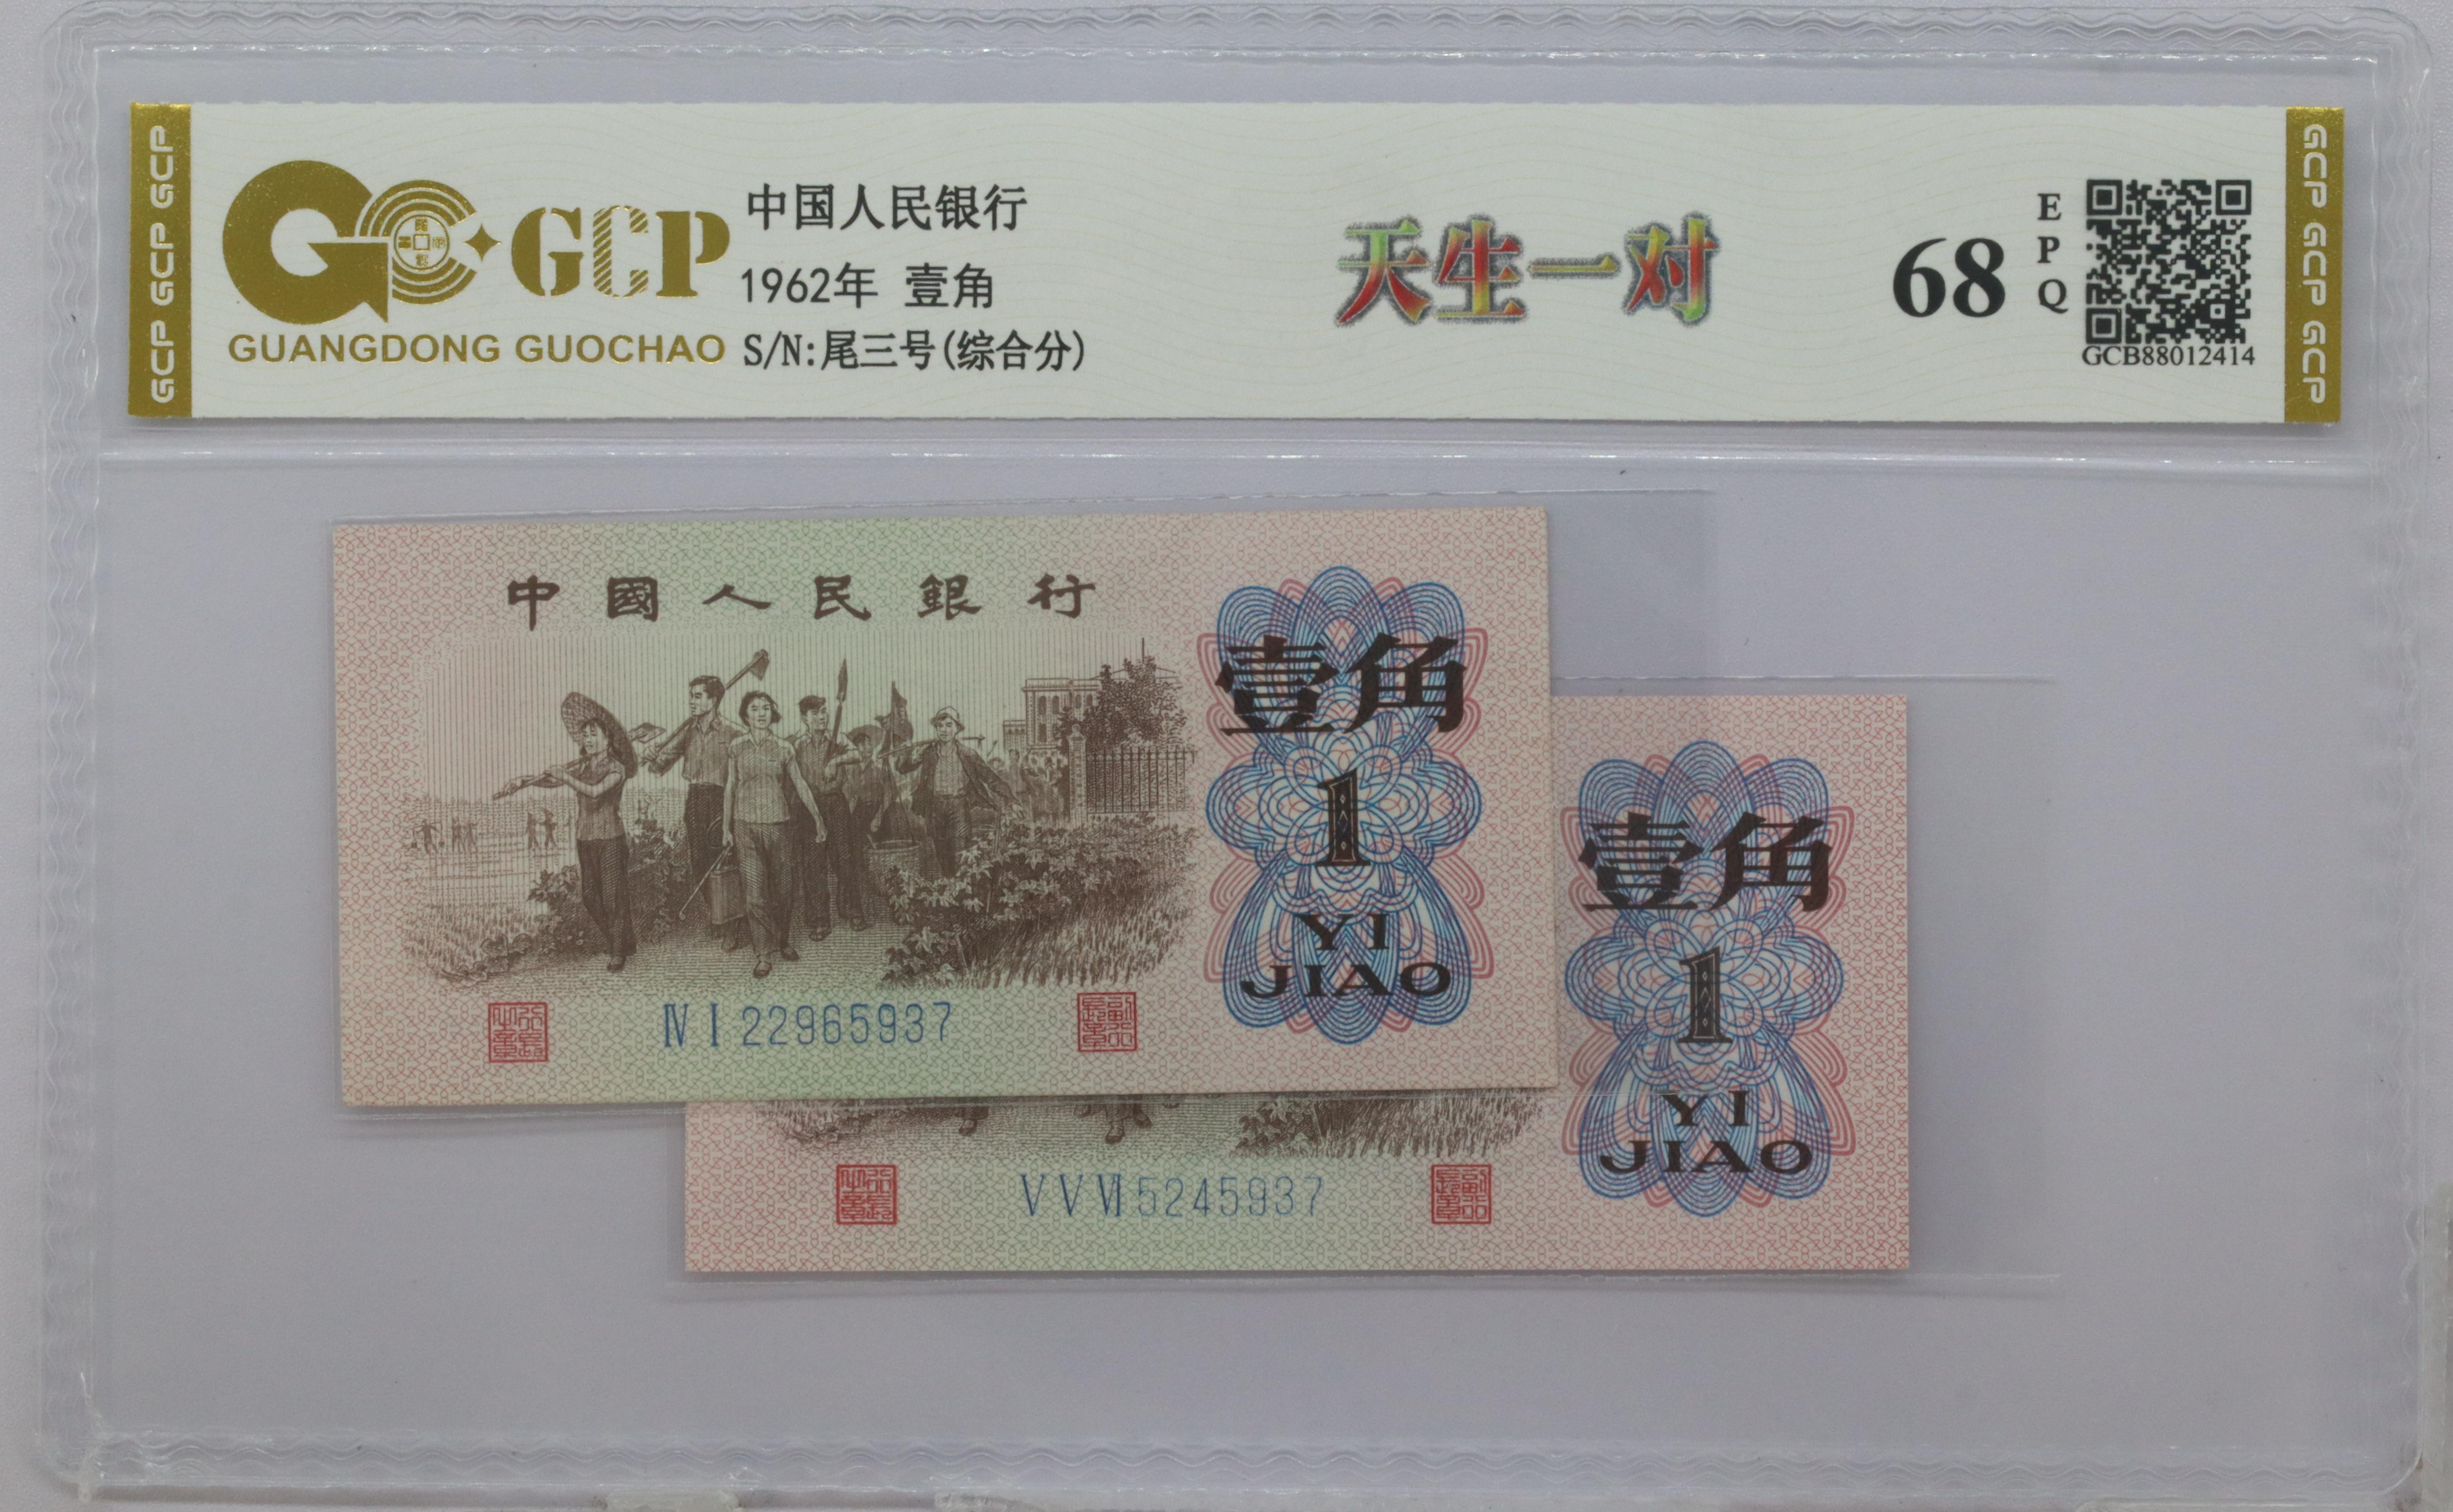 GCP GCP GCP
GCP
GUANGDONG GUOCHAO
中国人民银行
1962年 壹角
S/N:尾三号(综合分)
天生一对
68
EPQ
GCB88012414
GCP GCP GCP
中國人民銀行
壹角
1
YI
JIAO
ⅣⅠ22965937
壹角
1
YI
JIAO
ⅤⅤⅥ5245937